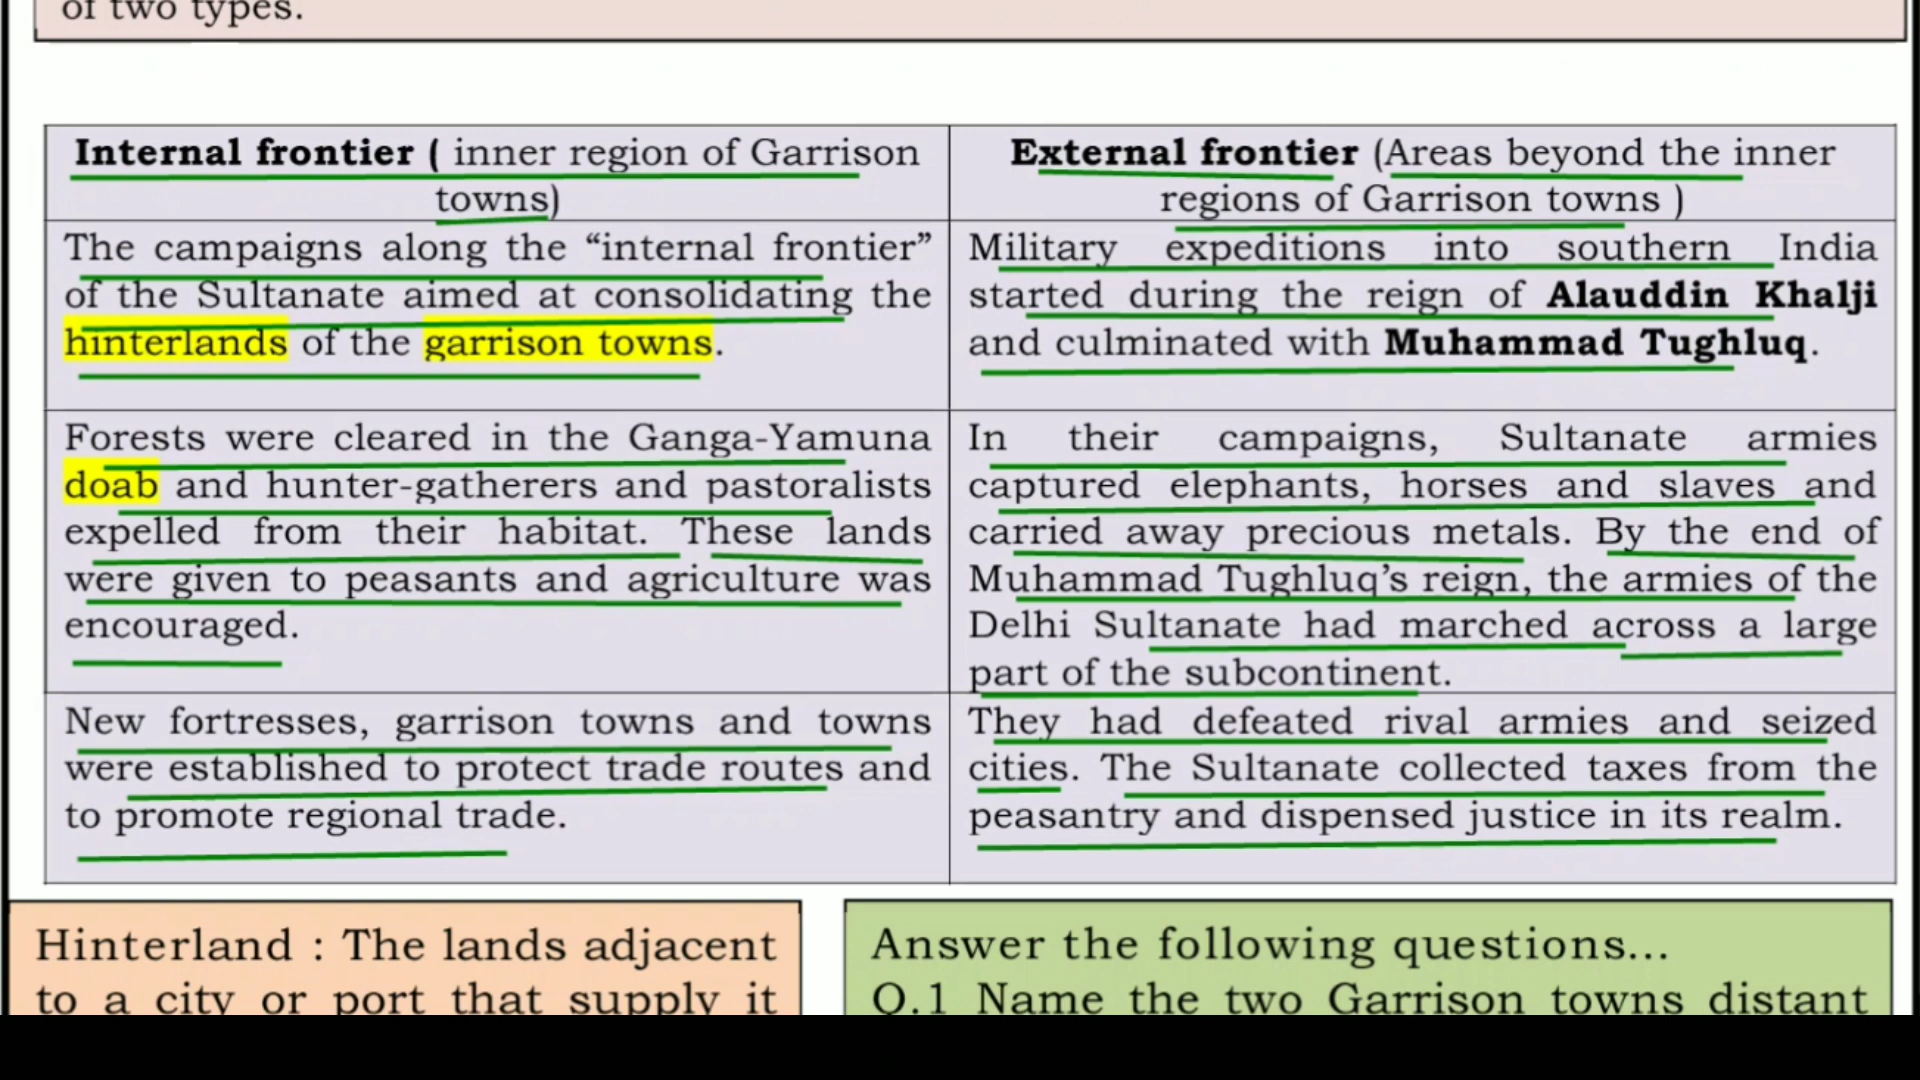 of two types.
Internal frontier ( inner region of Garrison
towns)
External frontier (Areas beyond the inner
regions of Garrison towns )
The campaigns along the “internal frontier”
of the Sultanate aimed at consolidating the
hinterlands of the garrison towns.
Military expeditions into southern India
started during the reign of Alauddin Khalji
and culminated with Muhammad Tughluq.
Forests were cleared in the Ganga-Yamuna
doab and hunter-gatherers and pastoralists
expelled from their habitat. These lands
were given to peasants and agriculture was
encouraged.
In their campaigns, Sultanate armies
captured elephants, horses and slaves and
carried away precious metals. By the end of
Muhammad Tughluq’s reign, the armies of the
Delhi Sultanate had marched across a large
part of the subcontinent.
New fortresses, garrison towns and towns
were established to protect trade routes and
to promote regional trade.
They had defeated rival armies and seized
cities. The Sultanate collected taxes from the
peasantry and dispensed justice in its realm.
Hinterland : The lands adjacent
to a city or port that supply it
Answer the following questions...
Q.1 Name the two Garrison towns distant